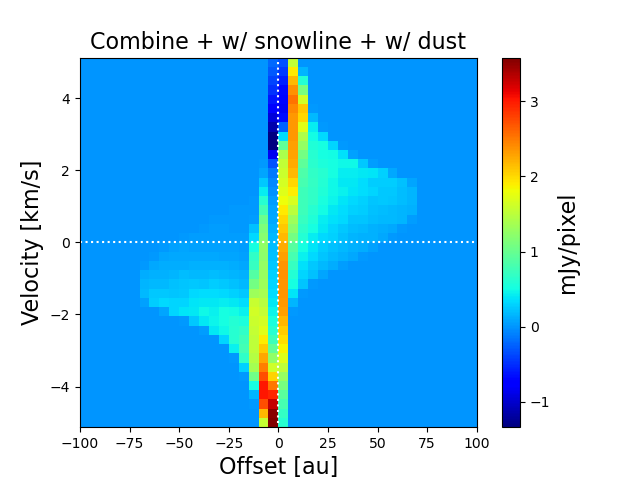 Combine + w/ snowline + w/ dust
4
2
0
−2
−4
Velocity [km/s]
−100 −75 −50 −25 0 25 50 75 100
Offset [au]
3
2
1
0
−1
mJy/pixel